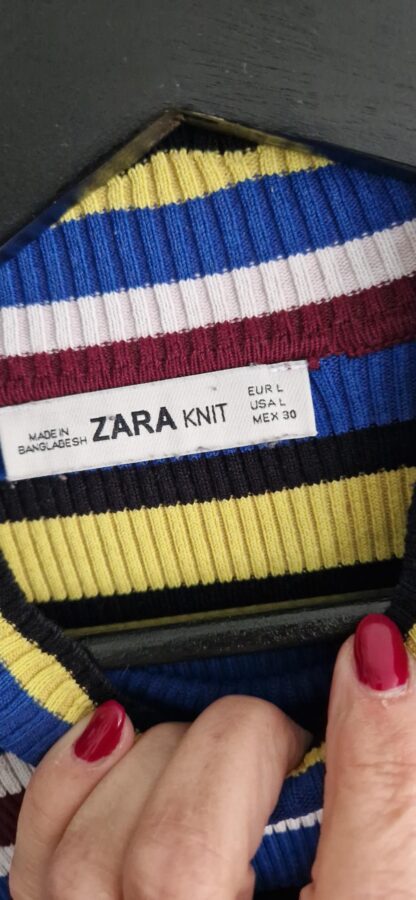 MADE IN
BANGLADESH
ZARA KNIT
EUR L
USA L
MEX 30